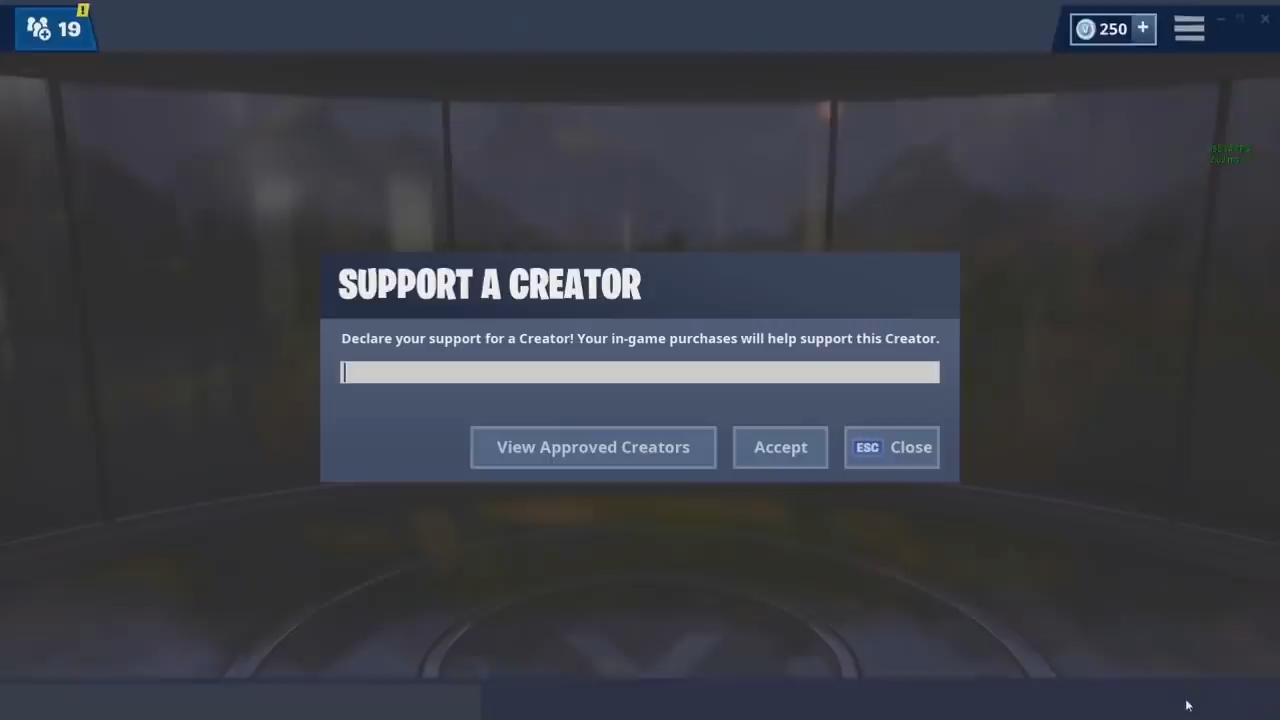 19
!
250 +
SUPPORT A CREATOR
Declare your support for a Creator! Your in-game purchases will help support this Creator.
View Approved Creators
Accept
ESC Close